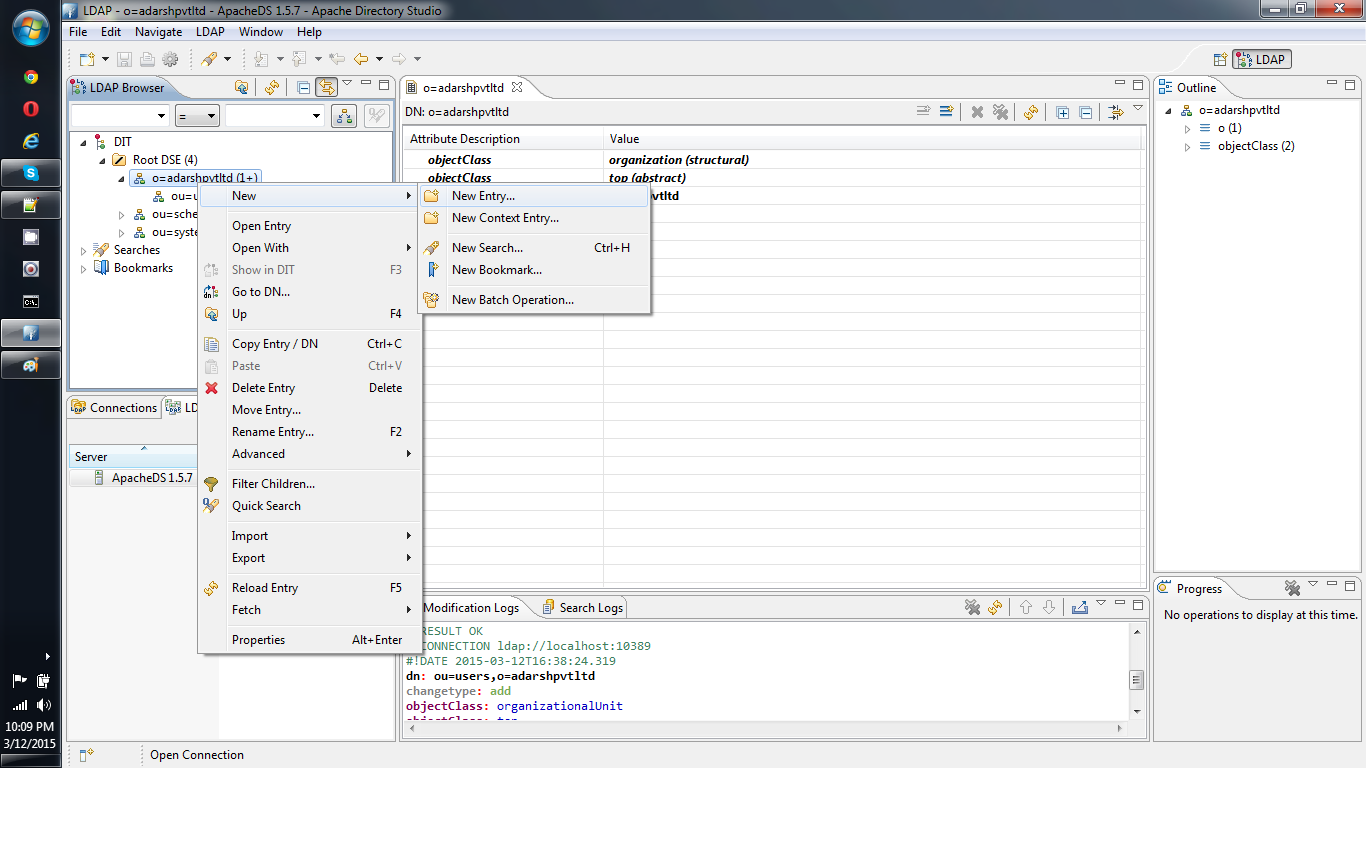 LDAP - o=adarshpvtltd - ApacheDS 1.5.7 - Apache Directory Studio
File Edit Navigate LDAP Window Help
LDAP
LDAP Browser
=
DIT
Root DSE (4)
o=adarshpvtltd (1+)
ou=u
ou=sche
ou=syste
Searches
Bookmarks
New
Open Entry
Open With
Show in DIT F3
Go to DN...
Up F4
Copy Entry / DN Ctrl+C
Paste Ctrl+V
Delete Entry Delete
Move Entry...
Rename Entry... F2
Advanced
Filter Children...
Quick Search
Import
Export
Reload Entry F5
Fetch
Properties Alt+Enter
New Entry...
New Context Entry...
New Search... Ctrl+H
New Bookmark...
New Batch Operation...
Connections
LD
Server
ApacheDS 1.5.7
o=adarshpvtltd
DN: o=adarshpvtltd
Attribute Description Value
objectClass organization (structural)
objectClass top (abstract)
pvtltd
Modification Logs Search Logs
RESULT OK
CONNECTION ldap://localhost:10389
#!DATE 2015-03-12T16:38:24.319
dn: ou=users,o=adarshpvtltd
changetype: add
objectClass: organizationalUnit
objectClass: top
Outline
o=adarshpvtltd
o (1)
objectClass (2)
Progress
No operations to display at this time.
10:09 PM
3/12/2015
Open Connection